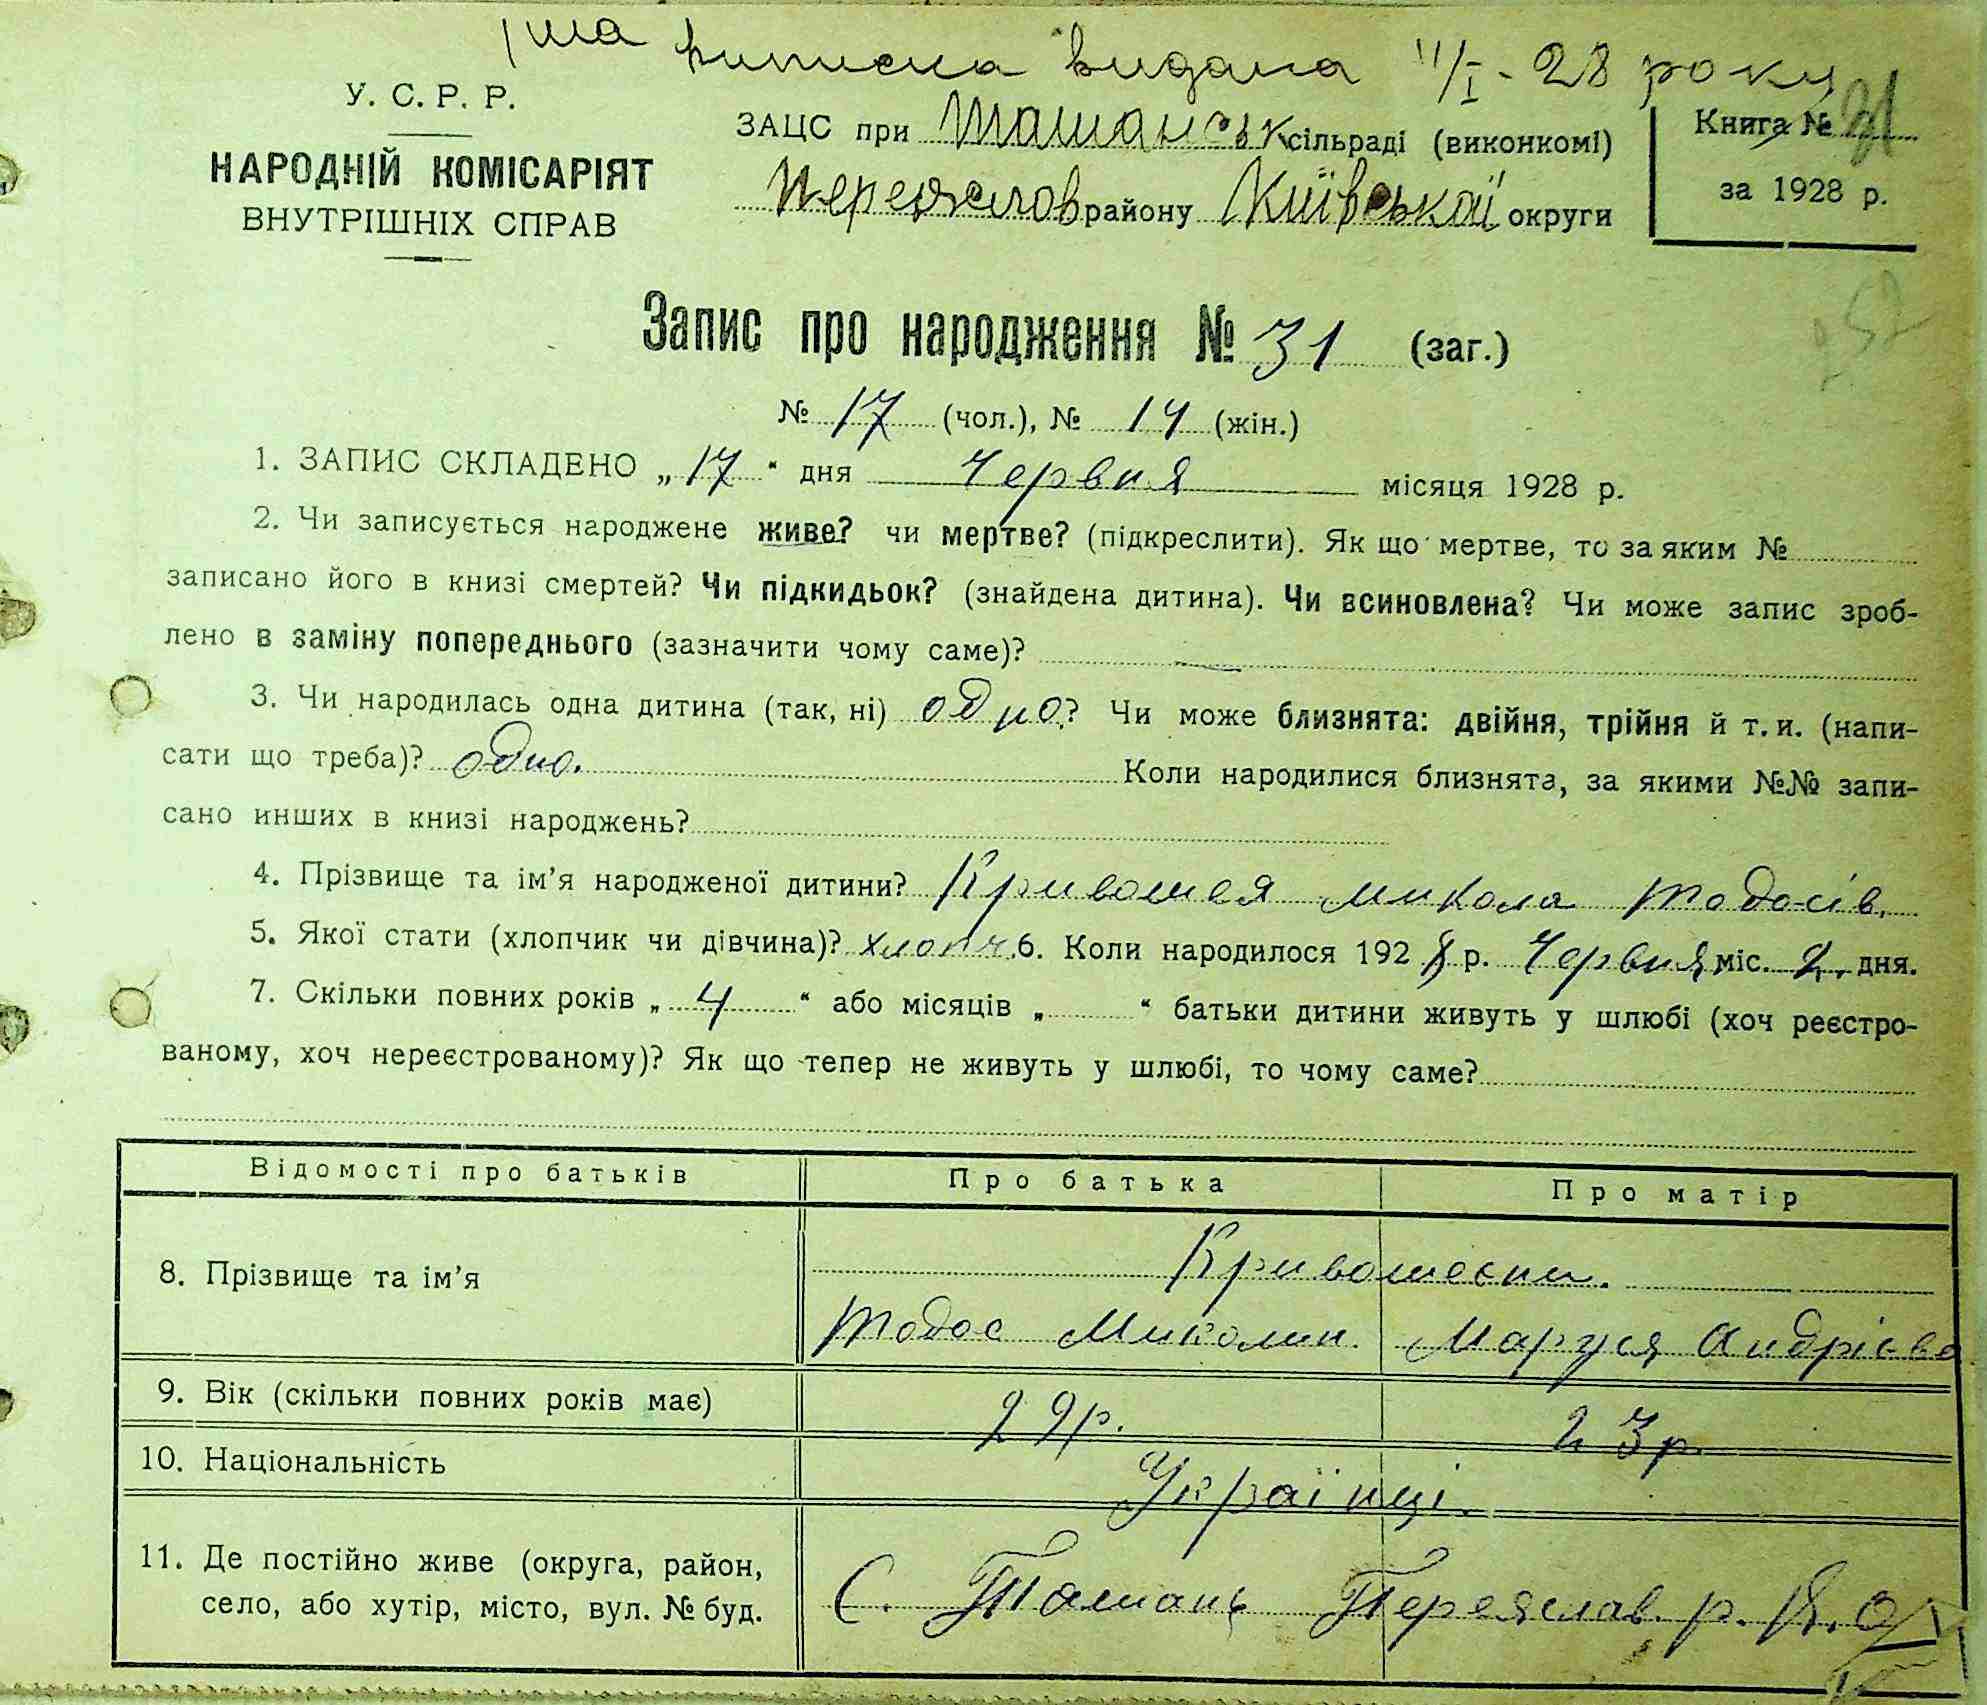 1ша виписка видана 11/I - 28 року
У. С. Р. Р.
НАРОДНІЙ КОМІСАРІЯТ
ВНУТРІШНІХ СПРАВ
ЗАЦС при Ташанськ сільраді (виконкомі)
Переяслов району Київської округи
Книга №
за 1928 р.
Запис про народження № 31 (заг.)
№ 17 (чол.), № 14 (жін.)
1. ЗАПИС СКЛАДЕНО „17“ дня Червня місяця 1928 р.
2. Чи записується народжене живе? чи мертве? (підкреслити). Як що мертве, то за яким №
записано його в книзі смертей? Чи підкидьок? (знайдена дитина). Чи всиновлена? Чи може запис зроб-
лено в заміну попереднього (зазначити чому саме)?
3. Чи народилась одна дитина (так, ні) одно? Чи може близнята: двійня, трійня й т. и. (напи-
сати що треба)? одно. Коли народилися близнята, за якими №№ запи-
сано инших в книзі народжень?
4. Прізвище та ім’я народженої дитини? Кривошея Микола Тодосів.
5. Якої стати (хлопчик чи дівчина)? хлопч. 6. Коли народилося 1928 р. Червня міс. 2. дня.
7. Скільки повних років „4“ або місяців „ “ батьки дитини живуть у шлюбі (хоч реєстро-
ваному, хоч нереєстрованому)? Як що тепер не живуть у шлюбі, то чому саме?
Відомості про батьків Про батька Про матір
8. Прізвище та ім’я Кривошеєни.
Тодос Миколин. Маруся Андрієва
9. Вік (скільки повних років має) 29р. 23р.
10. Національність Українці.
11. Де постійно живе (округа, район,
село, або хутір, місто, вул. № буд.
С. Ташань Переяслав. р. К. о.